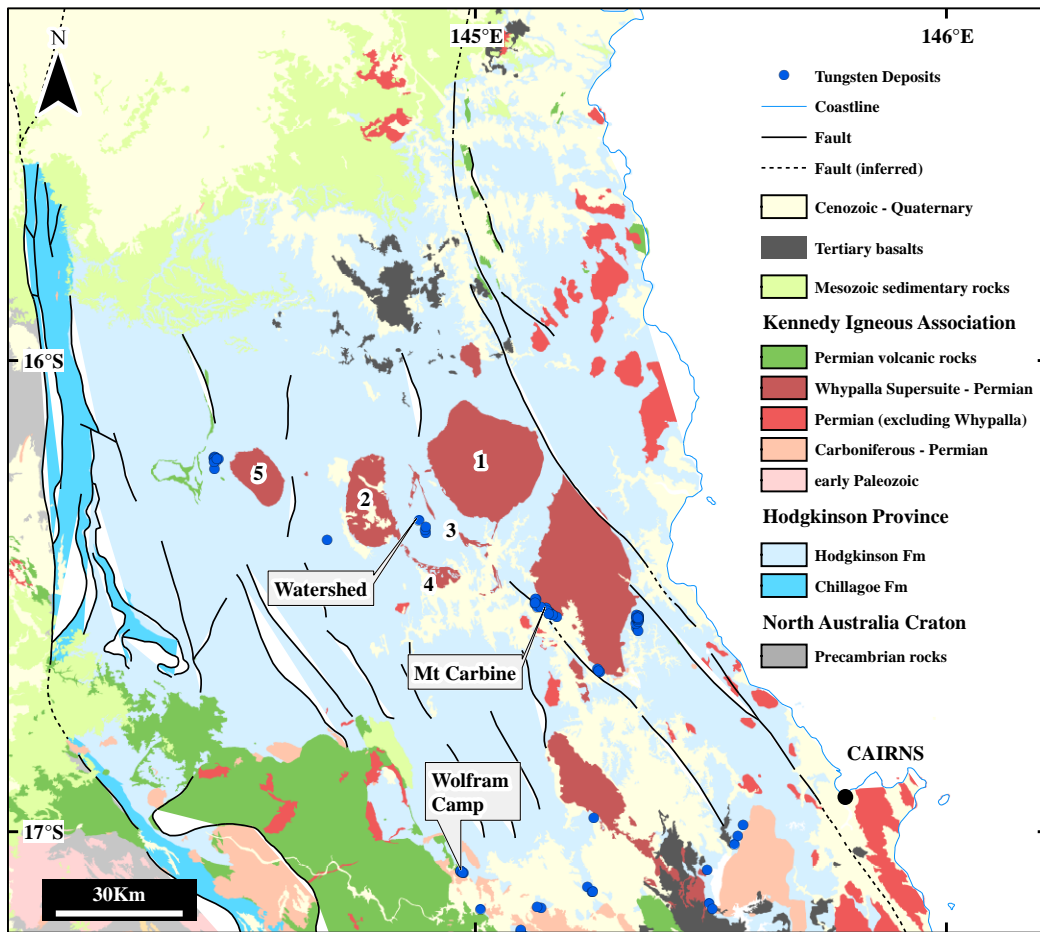 N
145°E
146°E
Tungsten Deposits
Coastline
Fault
Fault (inferred)
Cenozoic - Quaternary
Tertiary basalts
Mesozoic sedimentary rocks
Kennedy Igneous Association
Permian volcanic rocks
Whypalla Supersuite - Permian
Permian (excluding Whypalla)
Carboniferous - Permian
early Paleozoic
Hodgkinson Province
Hodgkinson Fm
Chillagoe Fm
North Australia Craton
Precambrian rocks
16°S
1
5
2
3
4
Watershed
Mt Carbine
CAIRNS
Wolfram
Camp
17°S
30Km